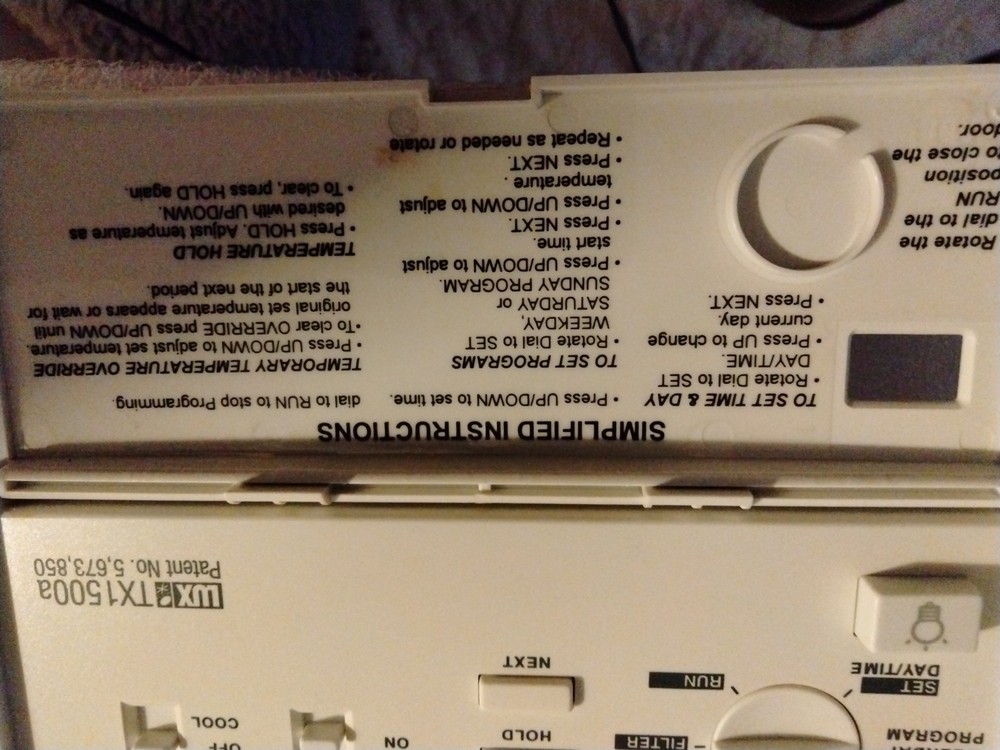 PROGRAM
SET
DAY/TIME
FILTER
RUN
HOLD
NEXT
ON
OFF
COOL
LUX TX1500a
Patent No. 5,673,850
SIMPLIFIED INSTRUCTIONS
TO SET TIME & DAY
• Rotate Dial to SET
DAY/TIME.
• Press UP to change
current day.
• Press NEXT.
Rotate the
dial to the
RUN
position
to close the
door.
• Press UP/DOWN to set time.
TO SET PROGRAMS
• Rotate Dial to SET
WEEKDAY,
SATURDAY or
SUNDAY PROGRAM.
• Press UP/DOWN to adjust
start time.
• Press NEXT.
• Press UP/DOWN to adjust
temperature .
• Press NEXT.
• Repeat as needed or rotate
dial to RUN to stop Programming.
TEMPORARY TEMPERATURE OVERRIDE
• Press UP/DOWN to adjust set temperature.
•To clear OVERRIDE press UP/DOWN until
original set temperature appears or wait for
the start of the next period.
TEMPERATURE HOLD
• Press HOLD. Adjust temperature as
desired with UP/DOWN.
• To clear, press HOLD again.